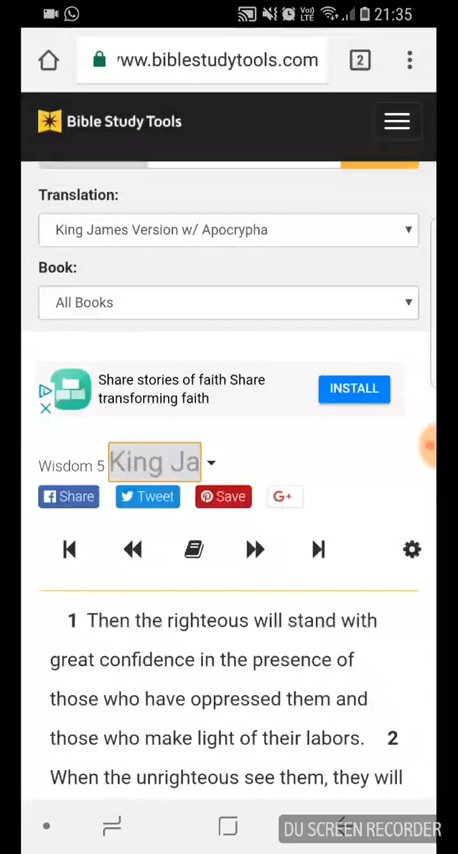 21:35
www.biblestudytools.com
2
Bible Study Tools
Translation:
King James Version w/ Apocrypha
Book:
All Books
Share stories of faith Share
transforming faith
INSTALL
Wisdom 5 King Ja
Share Tweet Save G+
1 Then the righteous will stand with
great confidence in the presence of
those who have oppressed them and
those who make light of their labors. 2
When the unrighteous see them, they will
DU SCREEN RECORDER